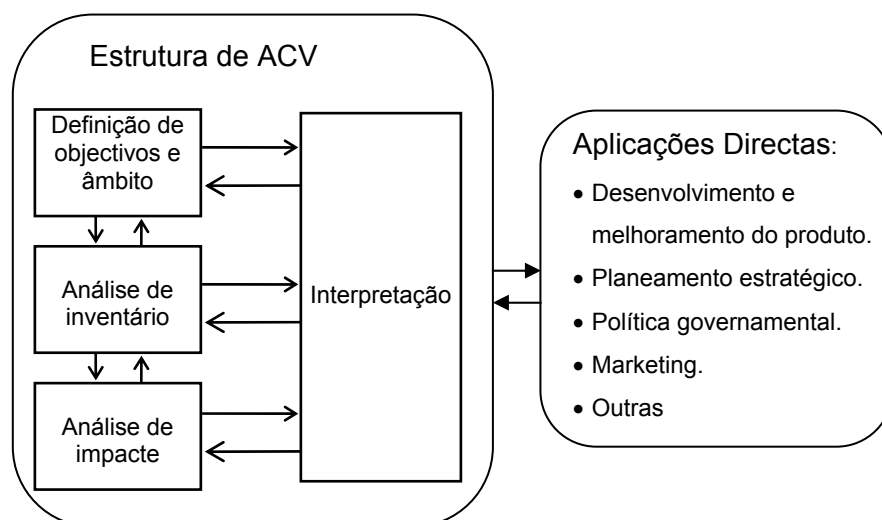 Estrutura de ACV
Definição de
objectivos e
âmbito
Análise de
inventário
Análise de
impacte
Interpretação
Aplicações Directas:
• Desenvolvimento e
melhoramento do produto.
• Planeamento estratégico.
• Política governamental.
• Marketing.
• Outras